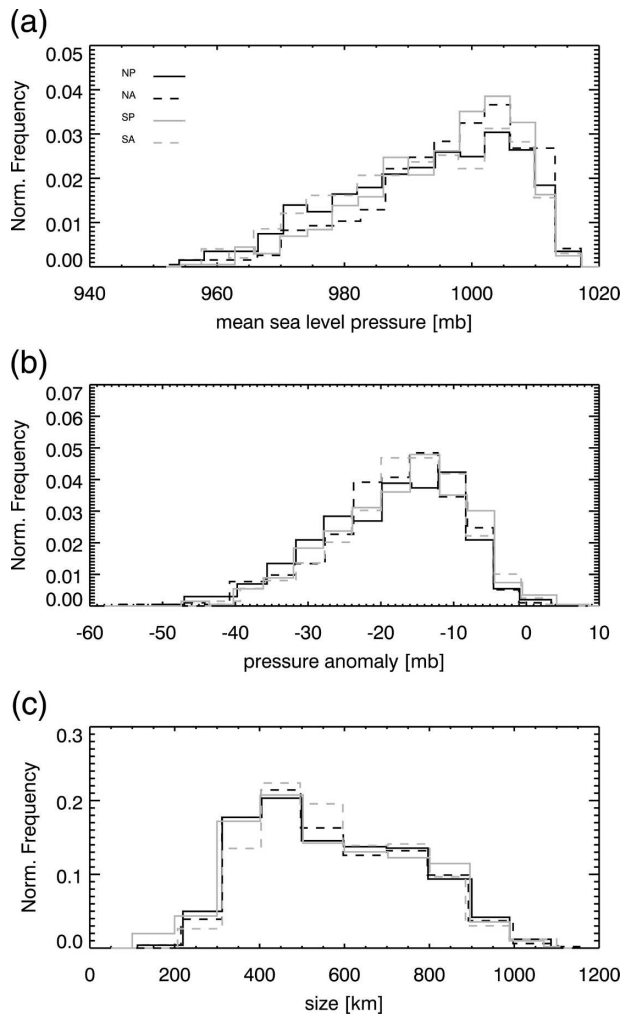 (a)
0.05
0.04
0.03
0.02
0.01
0.00
Norm. Frequency
NP
NA
SP
SA
940 960 980 1000 1020
mean sea level pressure [mb]
(b)
0.07
0.06
0.05
0.04
0.03
0.02
0.01
0.00
Norm. Frequency
-60 -50 -40 -30 -20 -10 0 10
pressure anomaly [mb]
(c)
0.3
0.2
0.1
0.0
Norm. Frequency
0 200 400 600 800 1000 1200
size [km]